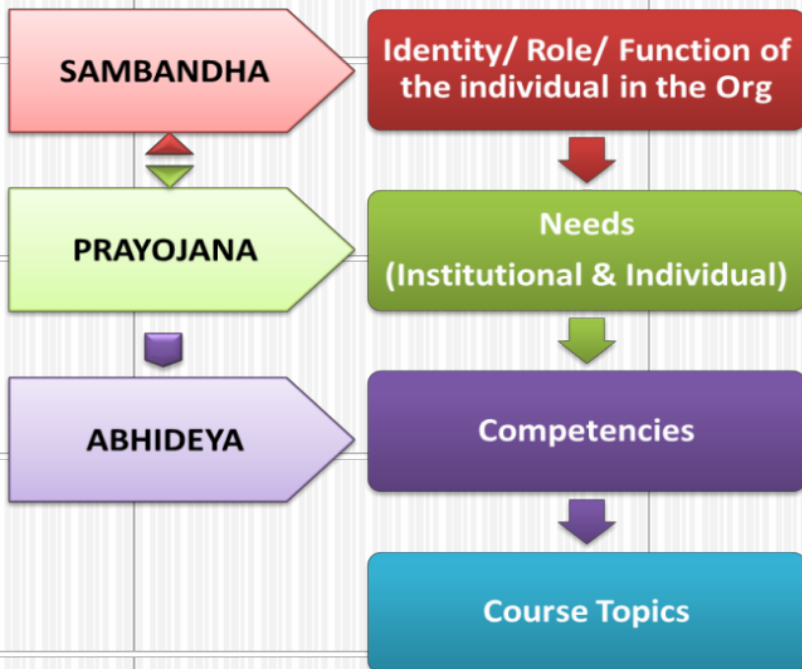 SAMBANDHA
Identity/ Role/ Function of
the individual in the Org
PRAYOJANA
Needs
(Institutional & Individual)
ABHIDEYA
Competencies
Course Topics